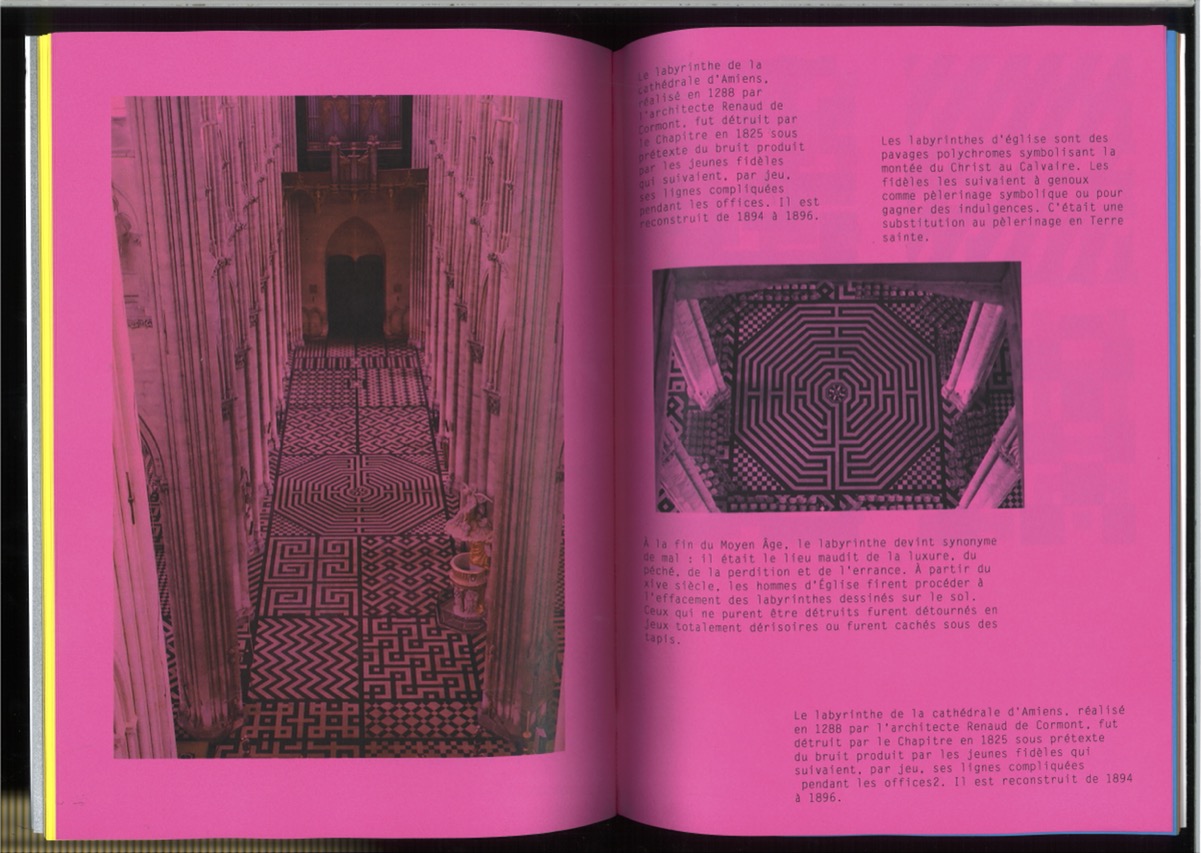 Le labyrinthe de la
cathédrale d'Amiens,
réalisé en 1288 par
l'architecte Renaud de
Cormont, fut détruit par
le Chapitre en 1825 sous
prétexte du bruit produit
par les jeunes fidèles
qui suivaient, par jeu,
ses lignes compliquées
pendant les offices. Il est
reconstruit de 1894 à 1896.
Les labyrinthes d'église sont des
pavages polychromes symbolisant la
montée du Christ au Calvaire. Les
fidèles les suivaient à genoux
comme pèlerinage symbolique ou pour
gagner des indulgences. C'était une
substitution au pèlerinage en Terre
sainte.
À la fin du Moyen Âge, le labyrinthe devint synonyme
de mal : il était le lieu maudit de la luxure, du
péché, de la perdition et de l'errance. À partir du
xive siècle, les hommes d'Église firent procéder à
l'effacement des labyrinthes dessinés sur le sol.
Ceux qui ne purent être détruits furent détournés en
jeux totalement dérisoires ou furent cachés sous des
tapis.
Le labyrinthe de la cathédrale d'Amiens, réalisé
en 1288 par l'architecte Renaud de Cormont, fut
détruit par le Chapitre en 1825 sous prétexte
du bruit produit par les jeunes fidèles qui
suivaient, par jeu, ses lignes compliquées
pendant les offices2. Il est reconstruit de 1894
à 1896.